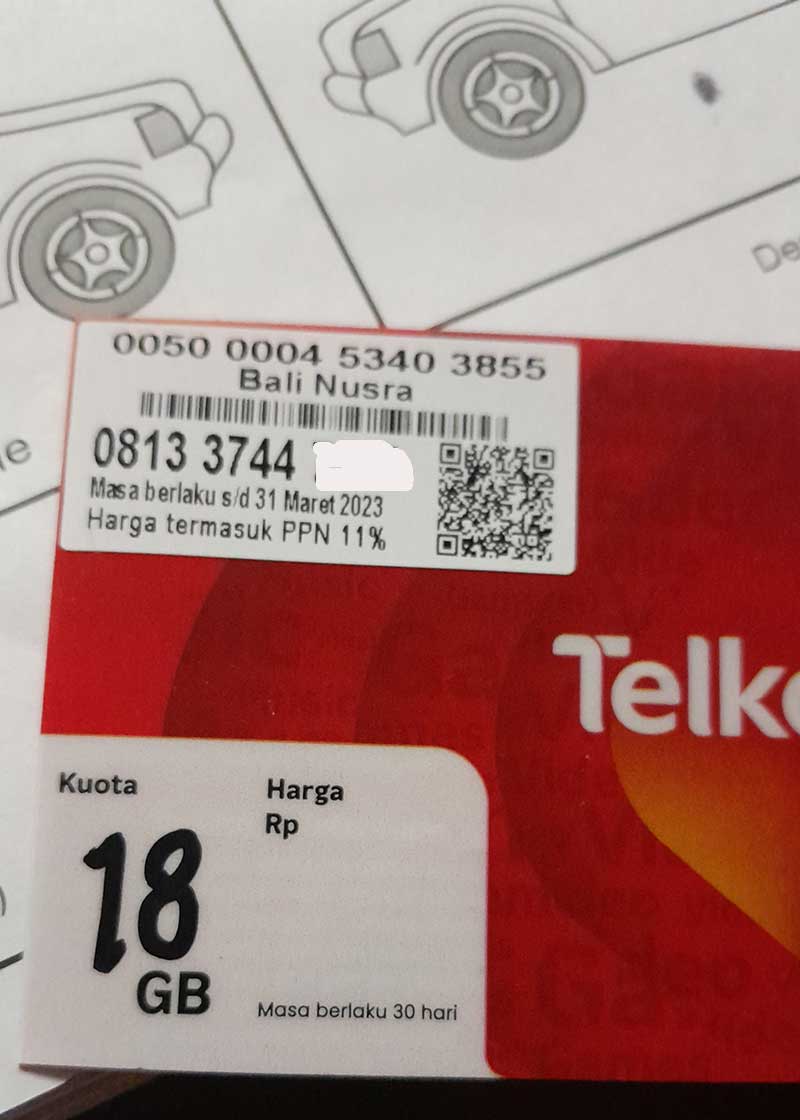 De
le
0050 0004 5340 3855
Bali Nusra
0813 3744
Masa berlaku s/d 31 Maret 2023
Harga termasuk PPN 11%
Telk
Kuota
Harga
Rp
18
GB
Masa berlaku 30 hari